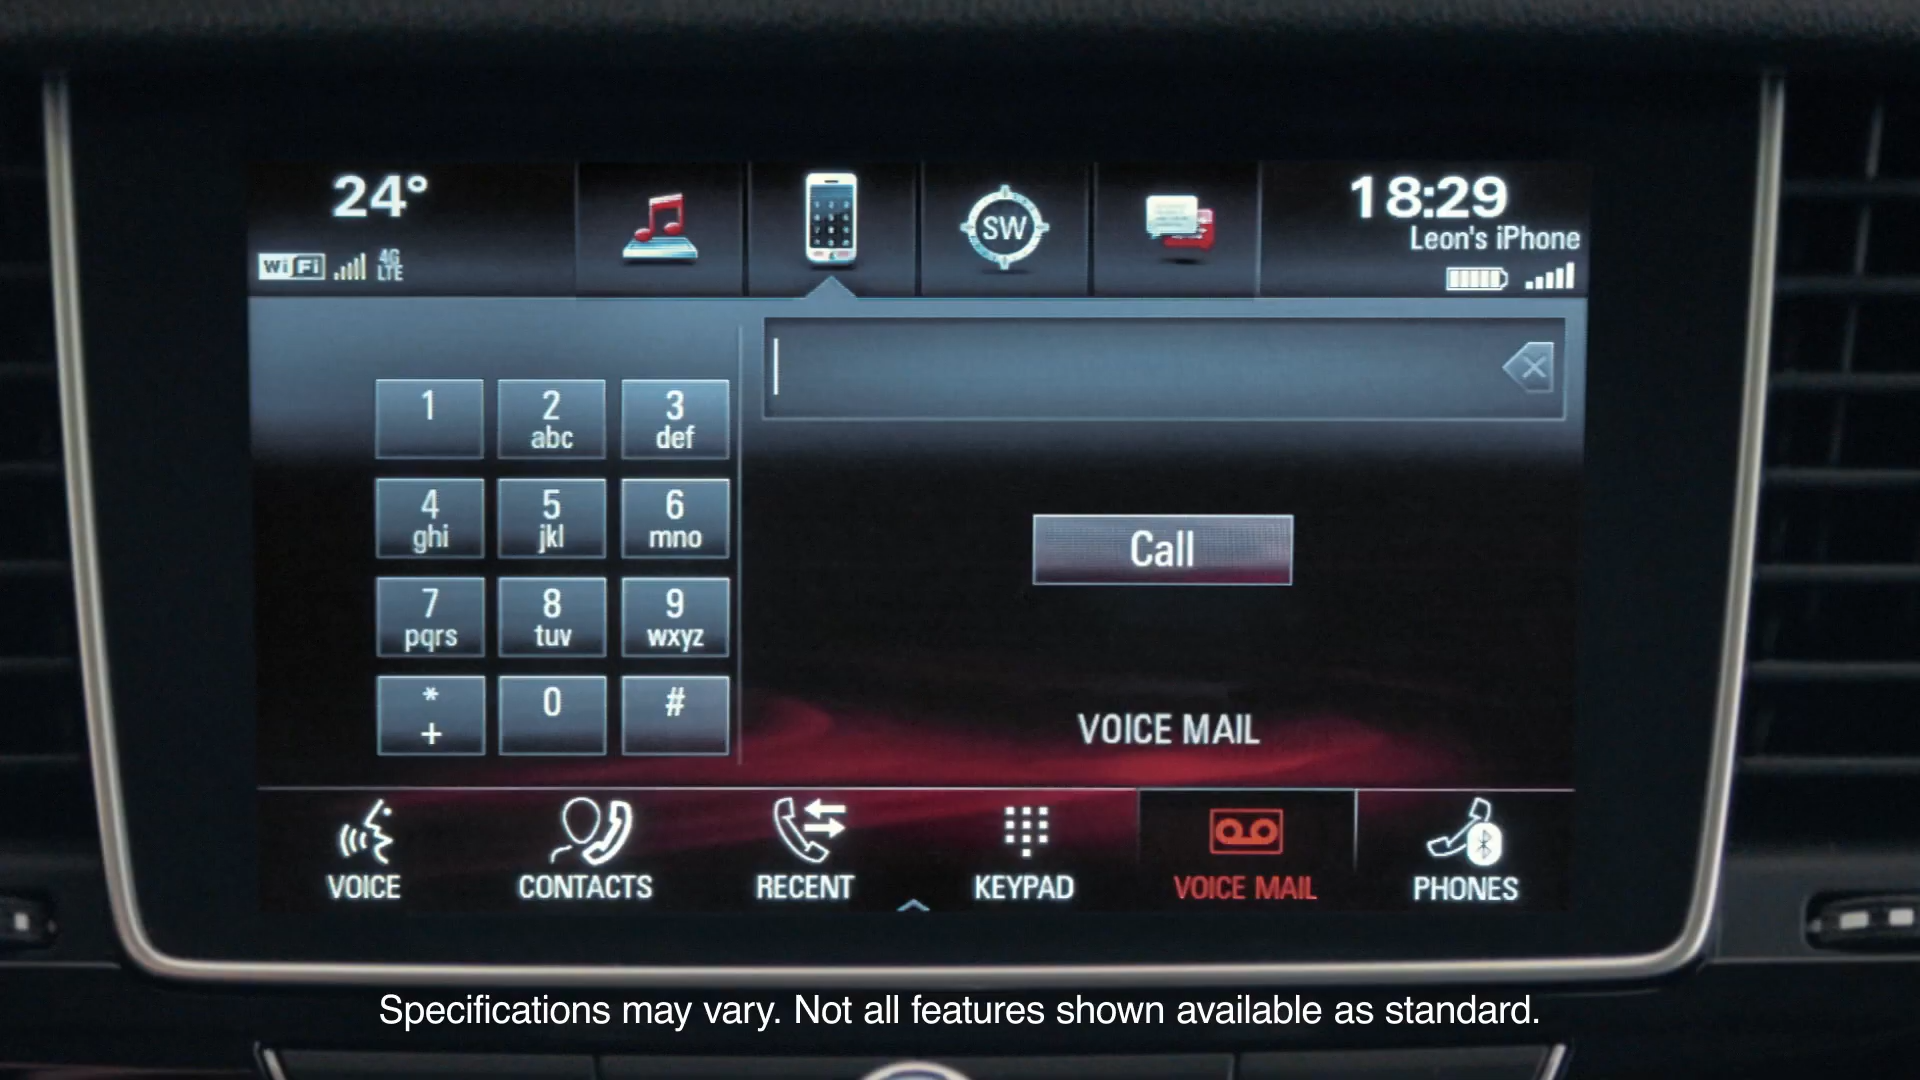 24°
WiFi
4G
LTE
SW
18:29
Leon's iPhone
1
2
abc
3
def
4
ghi
5
jkl
6
mno
7
pqrs
8
tuv
9
wxyz
*
+
0
#
Call
VOICE MAIL
VOICE
CONTACTS
RECENT
KEYPAD
VOICE MAIL
PHONES
Specifications may vary. Not all features shown available as standard.